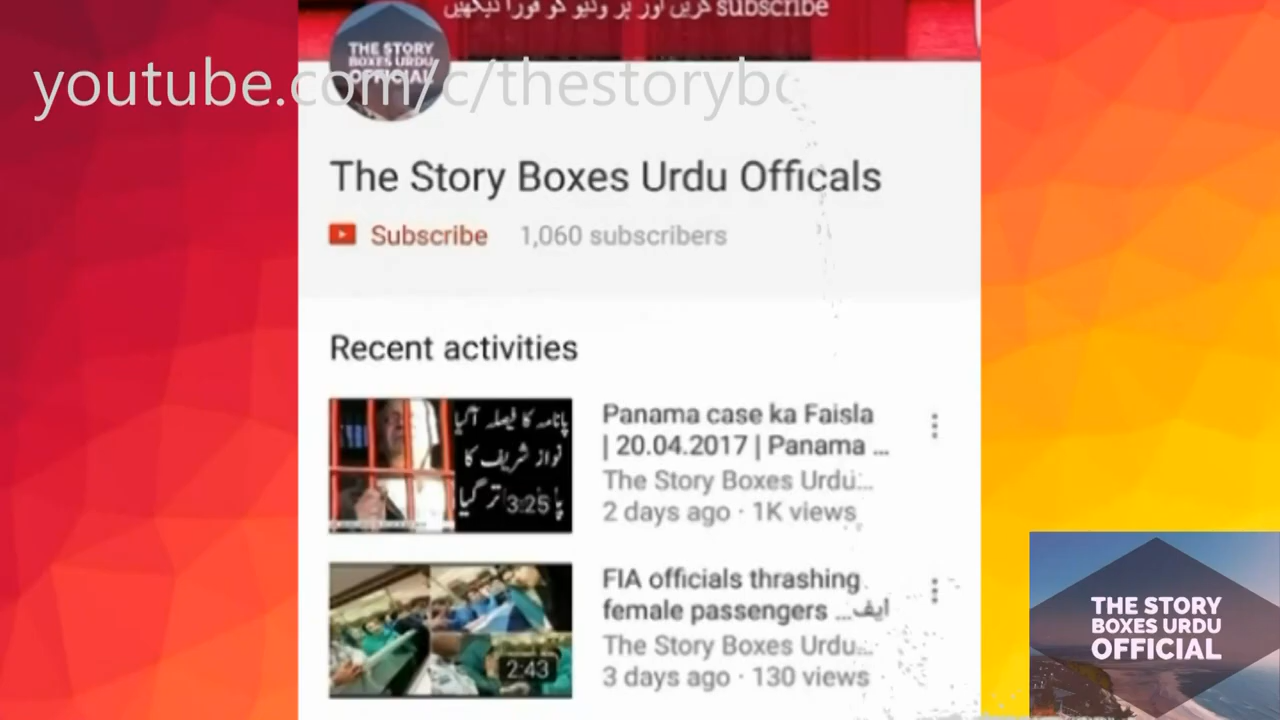 کریں اور ہر ویڈیو کو فورا دیکھیں subscribe
THE STORY
BOXES URDU
OFFICIAL
youtube.com/c/thestorybo
The Story Boxes Urdu Officals
Subscribe 1,060 subscribers
Recent activities
پانامہ کا فیصلہ آگیا
نواز شریف کا
تر گیا
3:25
Panama case ka Faisla
| 20.04.2017 | Panama ...
The Story Boxes Urdu...
2 days ago · 1K views
2:43
FIA officials thrashing
female passengers ...ایف
The Story Boxes Urdu...
3 days ago · 130 views
THE STORY
BOXES URDU
OFFICIAL